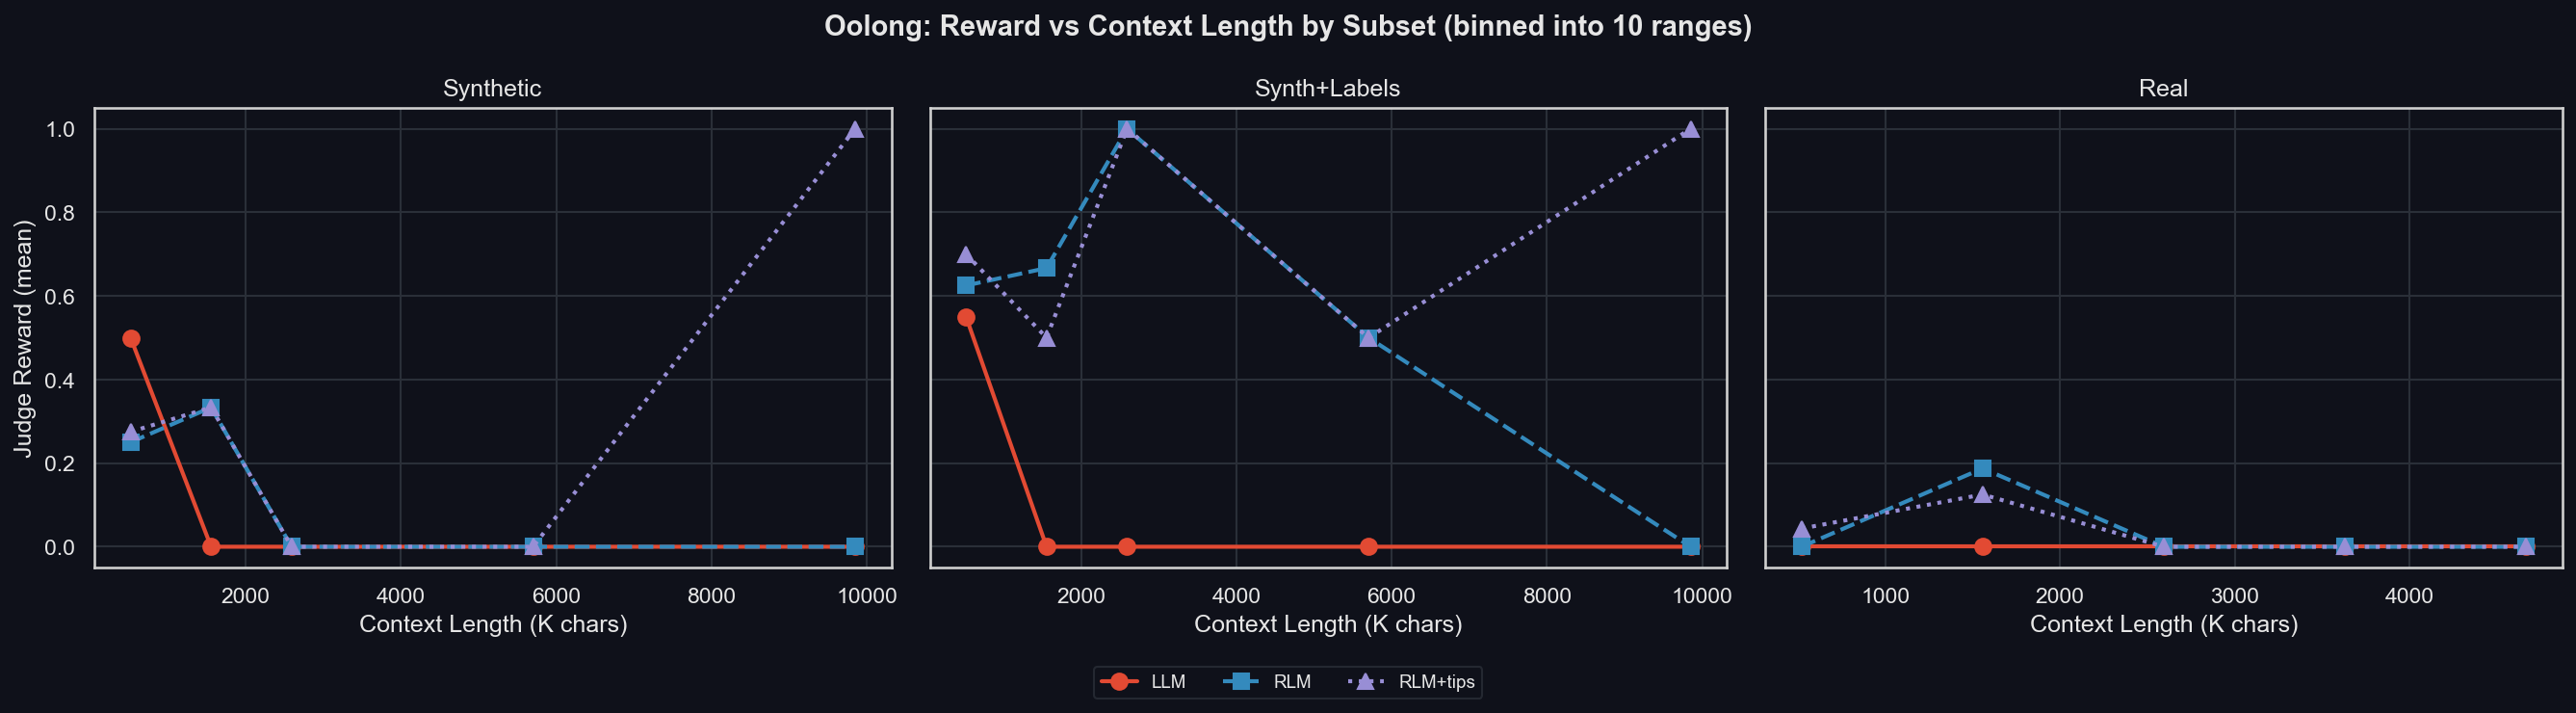 Oolong: Reward vs Context Length by Subset (binned into 10 ranges)
Synthetic
Synth+Labels
Real
Judge Reward (mean)
1.0
0.8
0.6
0.4
0.2
0.0
2000 4000 6000 8000 10000
2000 4000 6000 8000 10000
1000 2000 3000 4000
Context Length (K chars)
Context Length (K chars)
Context Length (K chars)
LLM RLM RLM+tips